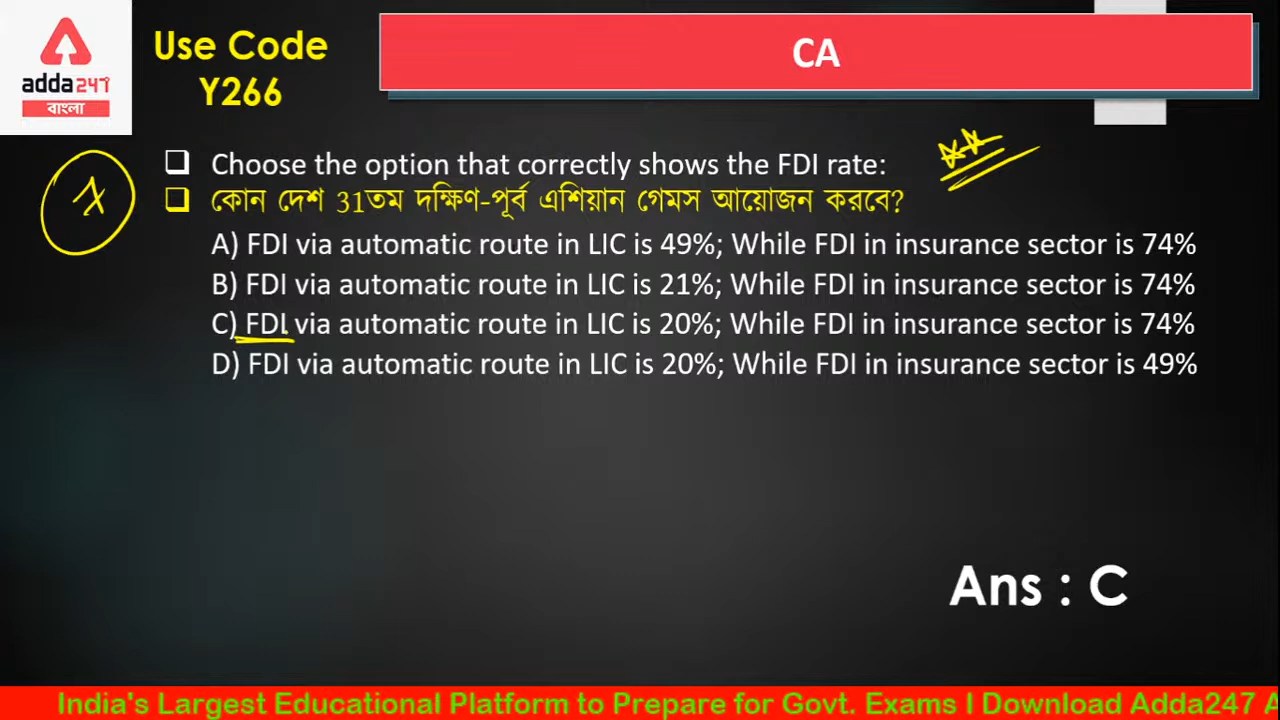 adda247
বাংলা
Use Code
Y266
CA
Choose the option that correctly shows the FDI rate:
কোন দেশ 31তম দক্ষিণ-পূর্ব এশিয়ান গেমস আয়োজন করবে?
A) FDI via automatic route in LIC is 49%; While FDI in insurance sector is 74%
B) FDI via automatic route in LIC is 21%; While FDI in insurance sector is 74%
C) FDI via automatic route in LIC is 20%; While FDI in insurance sector is 74%
D) FDI via automatic route in LIC is 20%; While FDI in insurance sector is 49%
Ans : C
India's Largest Educational Platform to Prepare for Govt. Exams I Download Adda247 A